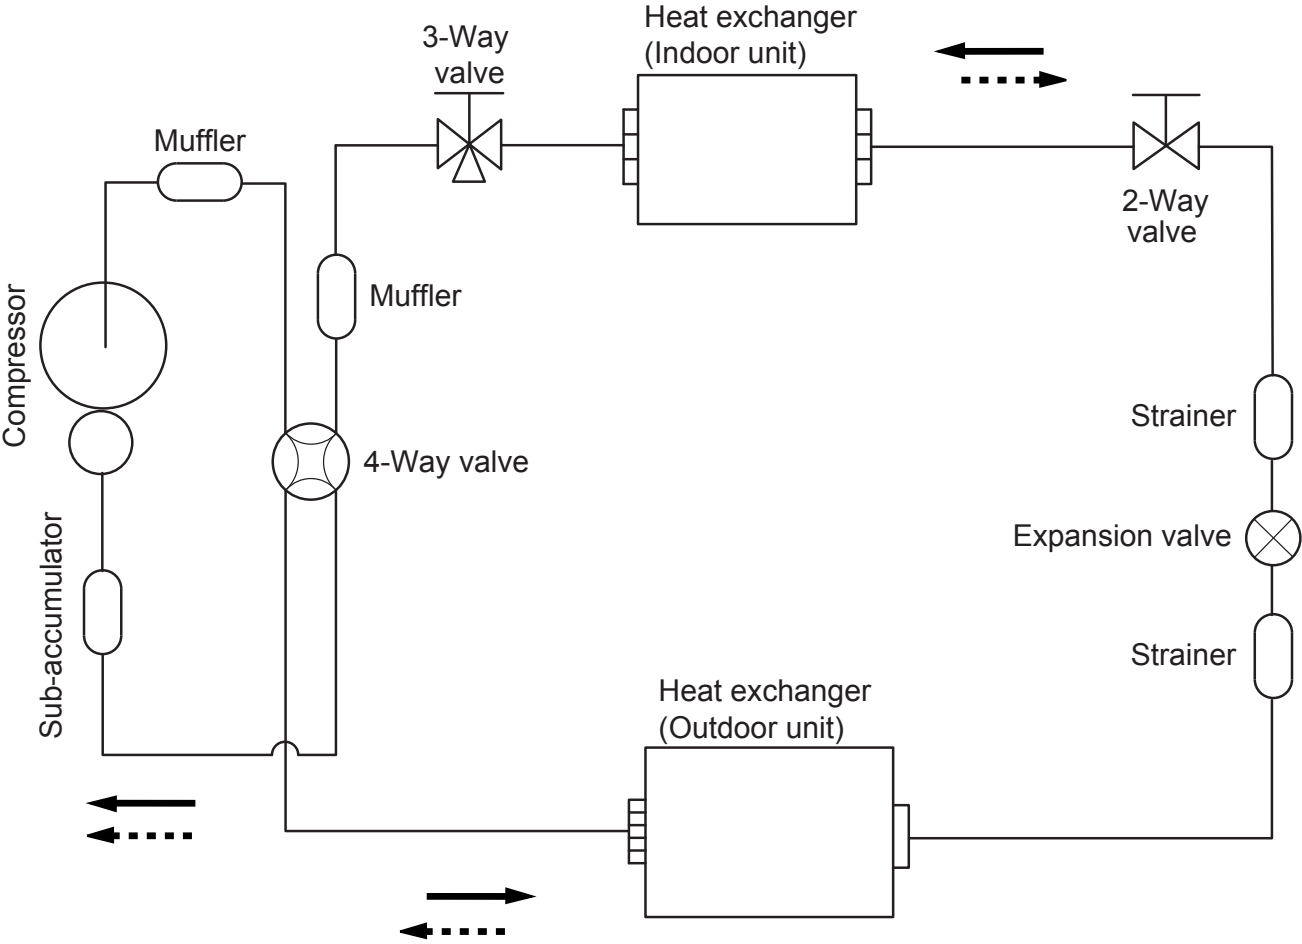 Heat exchanger
(Indoor unit)
3-Way
valve
Muffler
2-Way
valve
Muffler
Compressor
Strainer
4-Way valve
Expansion valve
Sub-accumulator
Strainer
Heat exchanger
(Outdoor unit)